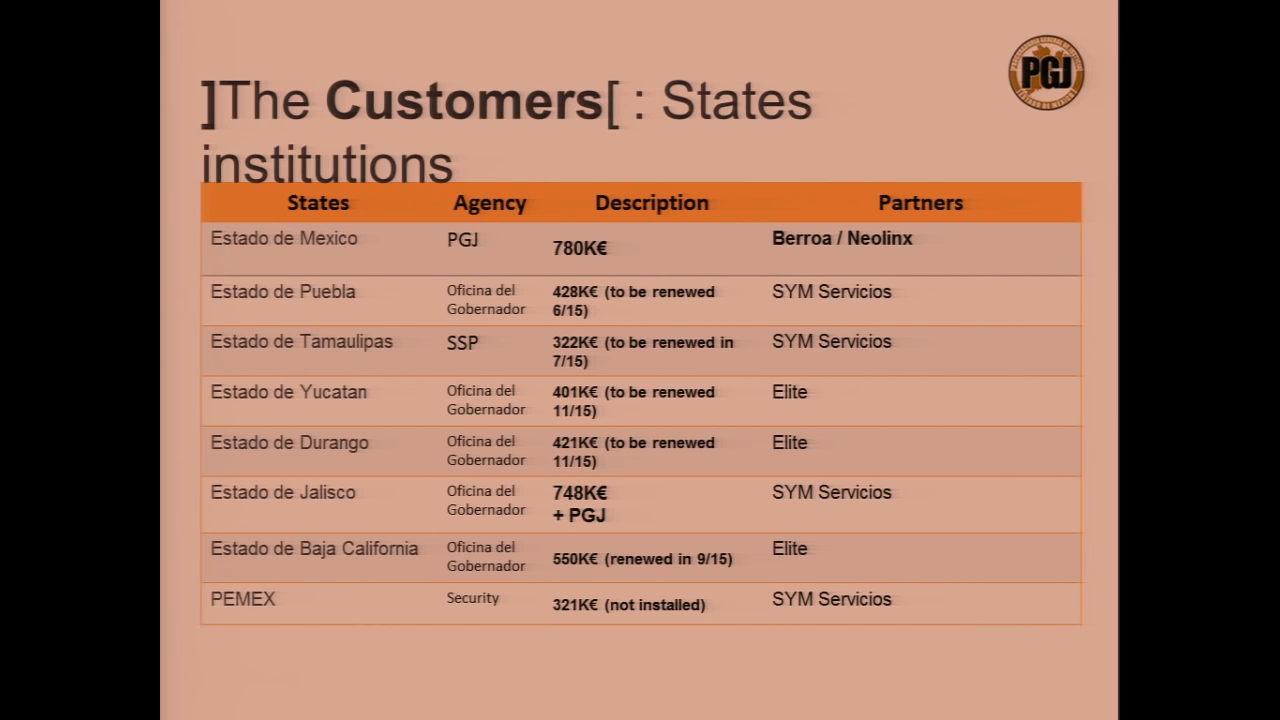 PGJ
]The Customers[ : States
institutions
States Agency Description Partners
Estado de Mexico PGJ 780K€ Berroa / Neolinx
Estado de Puebla Oficina del Gobernador 428K€ (to be renewed 6/15) SYM Servicios
Estado de Tamaulipas SSP 322K€ (to be renewed in 7/15) SYM Servicios
Estado de Yucatan Oficina del Gobernador 401K€ (to be renewed 11/15) Elite
Estado de Durango Oficina del Gobernador 421K€ (to be renewed 11/15) Elite
Estado de Jalisco Oficina del Gobernador 748K€ + PGJ SYM Servicios
Estado de Baja California Oficina del Gobernador 550K€ (renewed in 9/15) Elite
PEMEX Security 321K€ (not installed) SYM Servicios